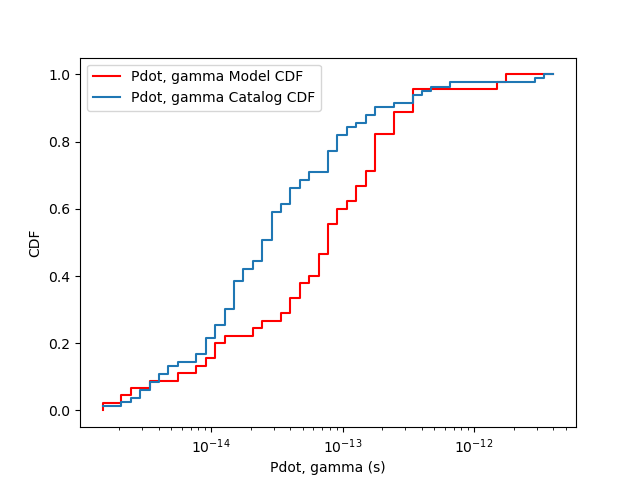 Pdot, gamma Model CDF
Pdot, gamma Catalog CDF
CDF
1.0
0.8
0.6
0.4
0.2
0.0
10⁻¹⁴ 10⁻¹³ 10⁻¹²
Pdot, gamma (s)